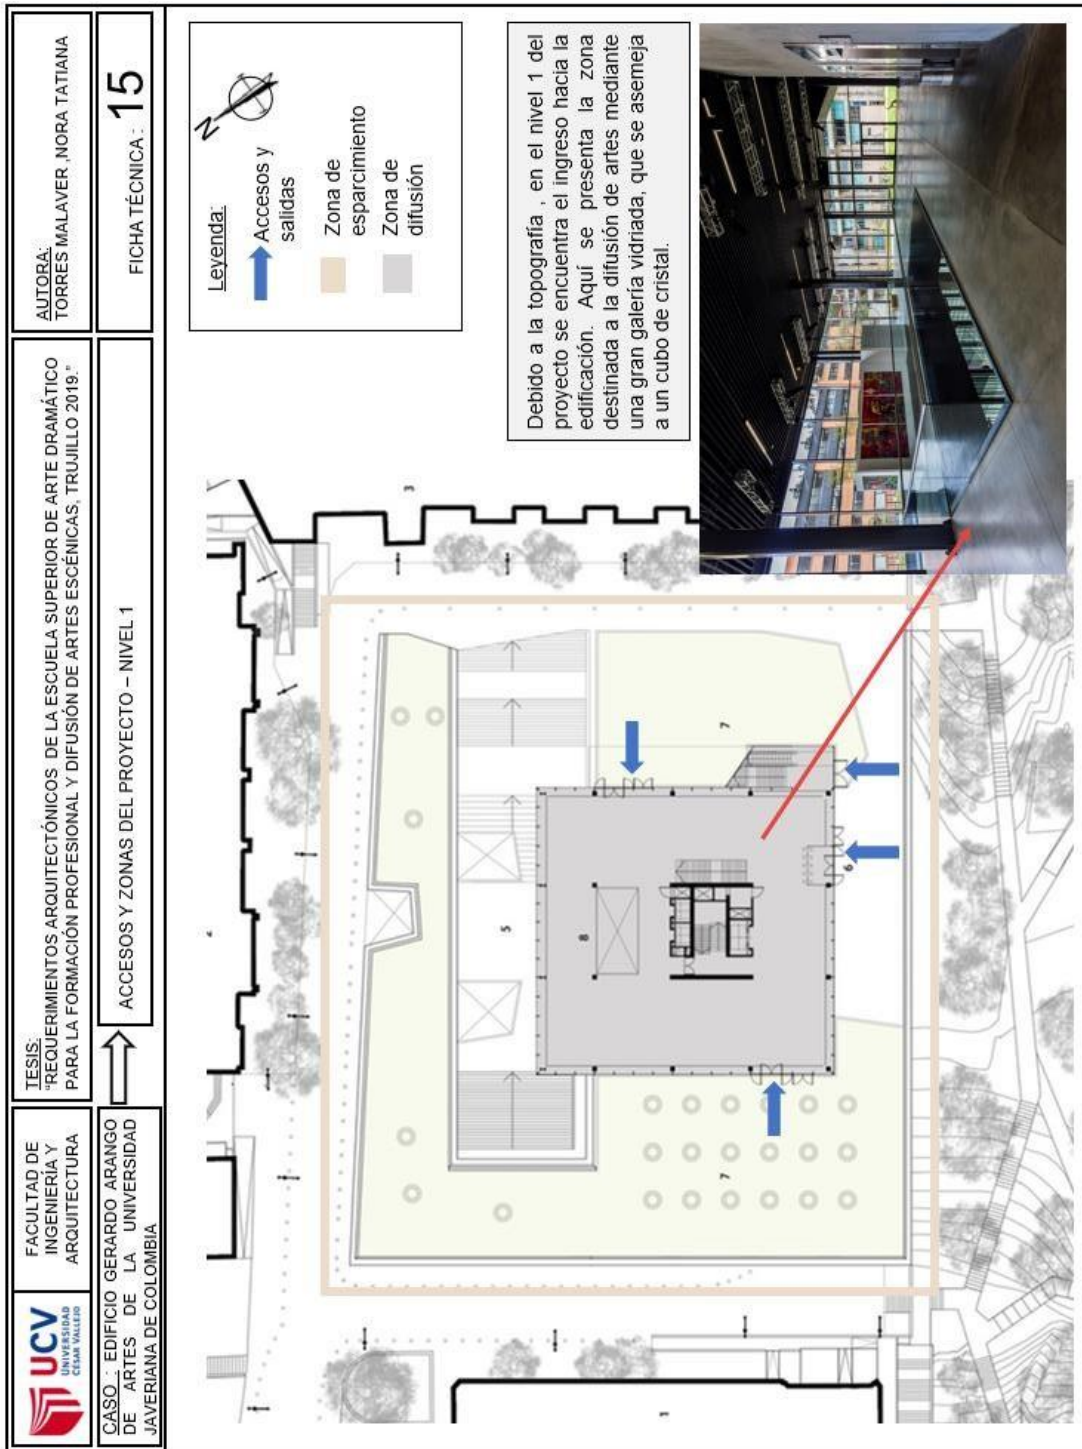 UCV
UNIVERSIDAD
CÉSAR VALLEJO
FACULTAD DE
INGENIERÍA Y
ARQUITECTURA
TESIS:
"REQUERIMIENTOS ARQUITECTÓNICOS DE LA ESCUELA SUPERIOR DE ARTE DRAMÁTICO
PARA LA FORMACIÓN PROFESIONAL Y DIFUSIÓN DE ARTES ESCÉNICAS, TRUJILLO 2019."
AUTORA:
TORRES MALAVER ,NORA TATIANA
CASO : EDIFICIO GERARDO ARANGO
DE ARTES DE LA UNIVERSIDAD
JAVERIANA DE COLOMBIA
ACCESOS Y ZONAS DEL PROYECTO – NIVEL 1
FICHA TÉCNICA : 15
Leyenda:
N
Accesos y
salidas
Zona de
esparcimiento
Zona de
difusión
Debido a la topografía , en el nivel 1 del
proyecto se encuentra el ingreso hacia la
edificación. Aquí se presenta la zona
destinada a la difusión de artes mediante
una gran galería vidriada, que se asemeja
a un cubo de cristal.
3
5
8
7
6
7
1